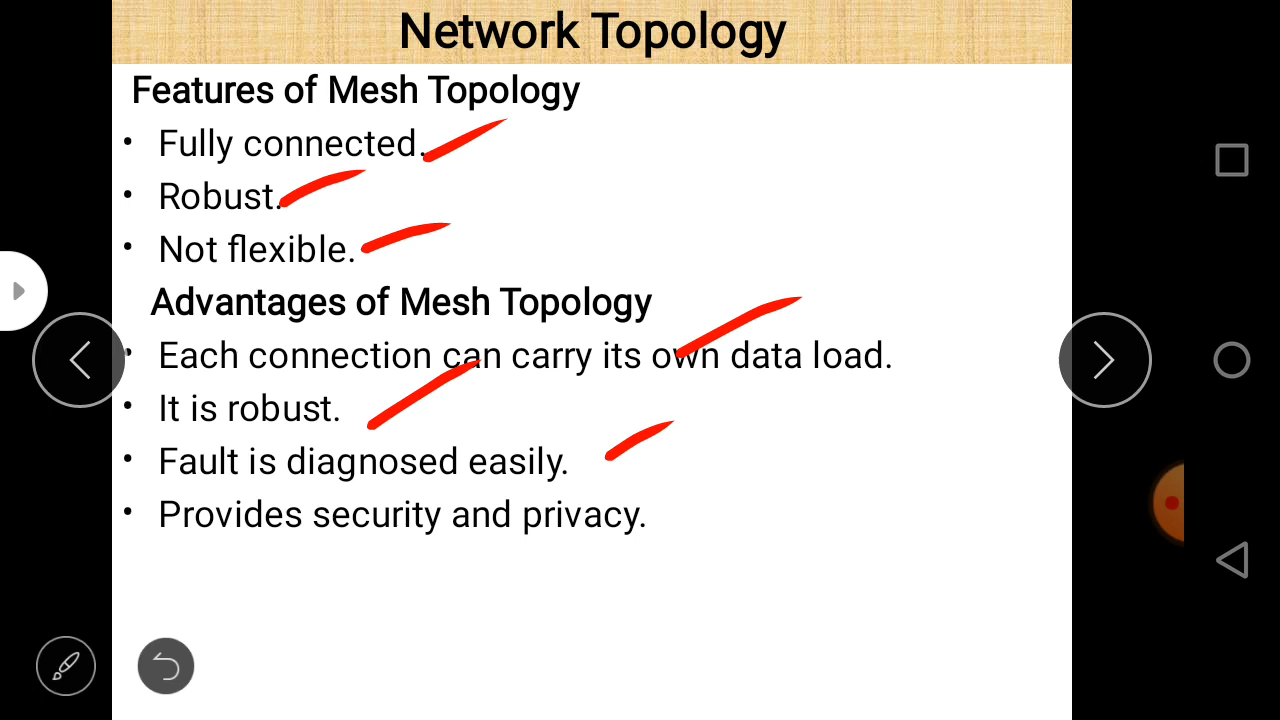 Network Topology
Features of Mesh Topology
• Fully connected.
• Robust.
• Not flexible.
Advantages of Mesh Topology
• Each connection can carry its own data load.
• It is robust.
• Fault is diagnosed easily.
• Provides security and privacy.